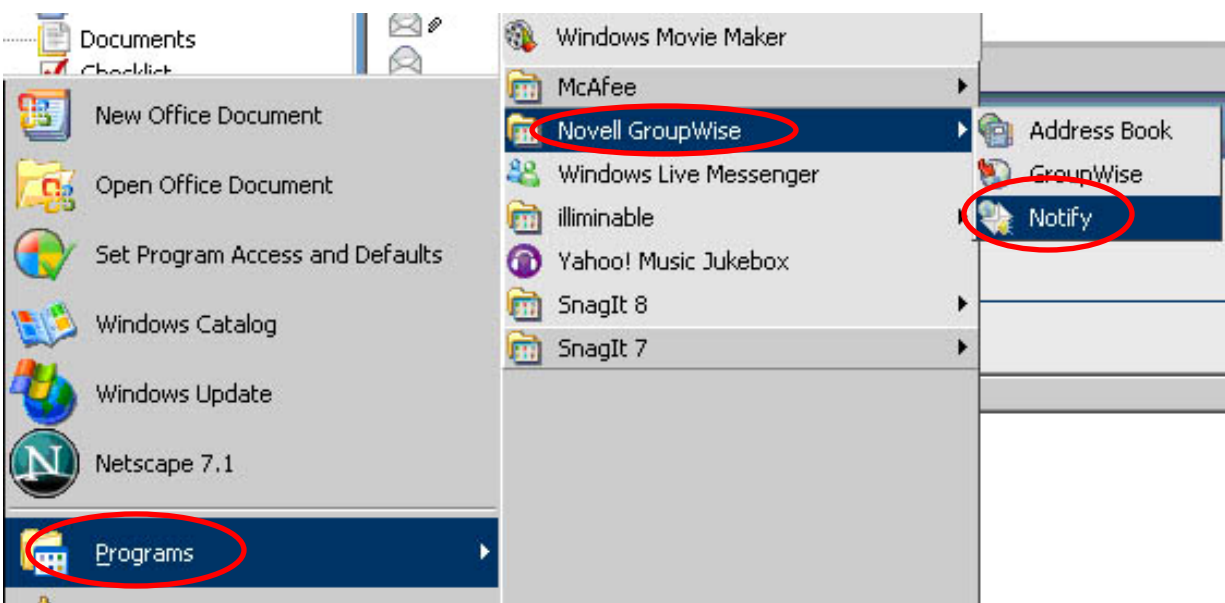 Documents
Checklist
New Office Document
Open Office Document
Set Program Access and Defaults
Windows Catalog
Windows Update
Netscape 7.1
Programs
Windows Movie Maker
McAfee
Novell GroupWise
Windows Live Messenger
illiminable
Yahoo! Music Jukebox
SnagIt 8
SnagIt 7
Address Book
GroupWise
Notify